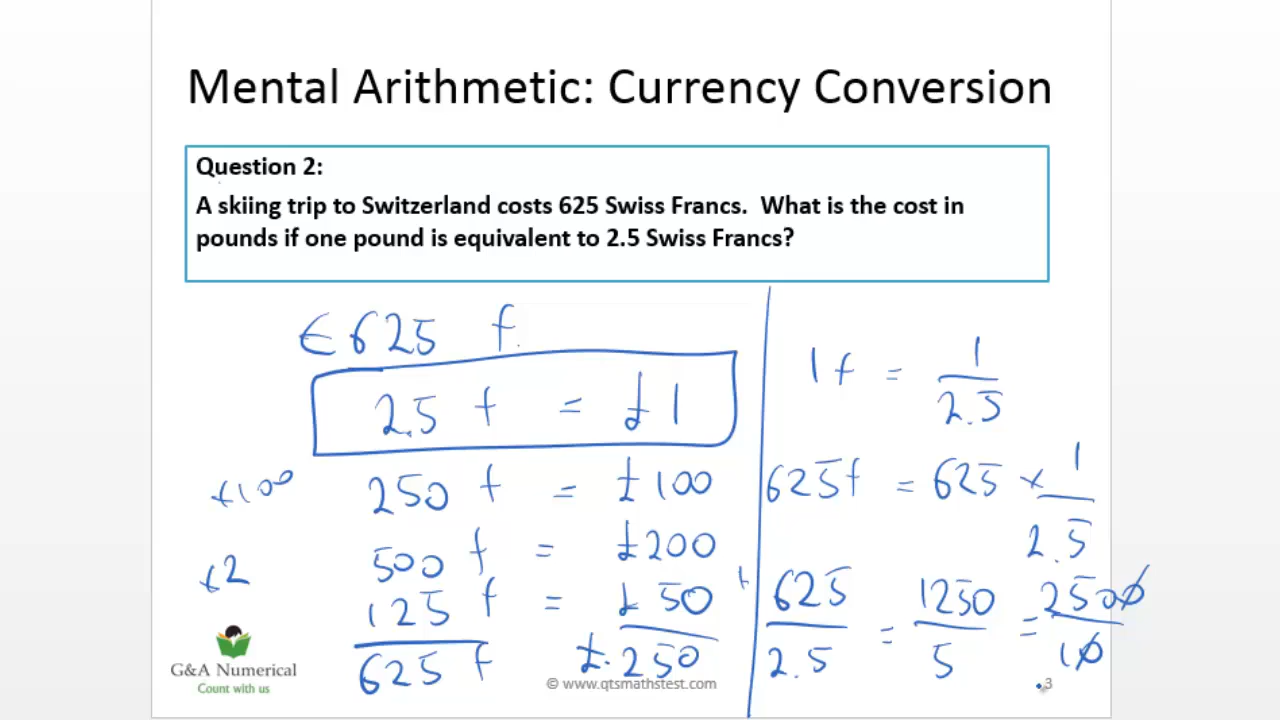 Mental Arithmetic: Currency Conversion
Question 2:
A skiing trip to Switzerland costs 625 Swiss Francs. What is the cost in
pounds if one pound is equivalent to 2.5 Swiss Francs?
€625 f
2.5 f = £1
×100 250 f = £100
×2 500 f = £200
125 f = £50 +
625 f £250
1f = 1/2.5
625f = 625 × 1/2.5
625/2.5 = 1250/5 = 2500/10
G&A Numerical
Count with us
© www.qtsmathstest.com
3